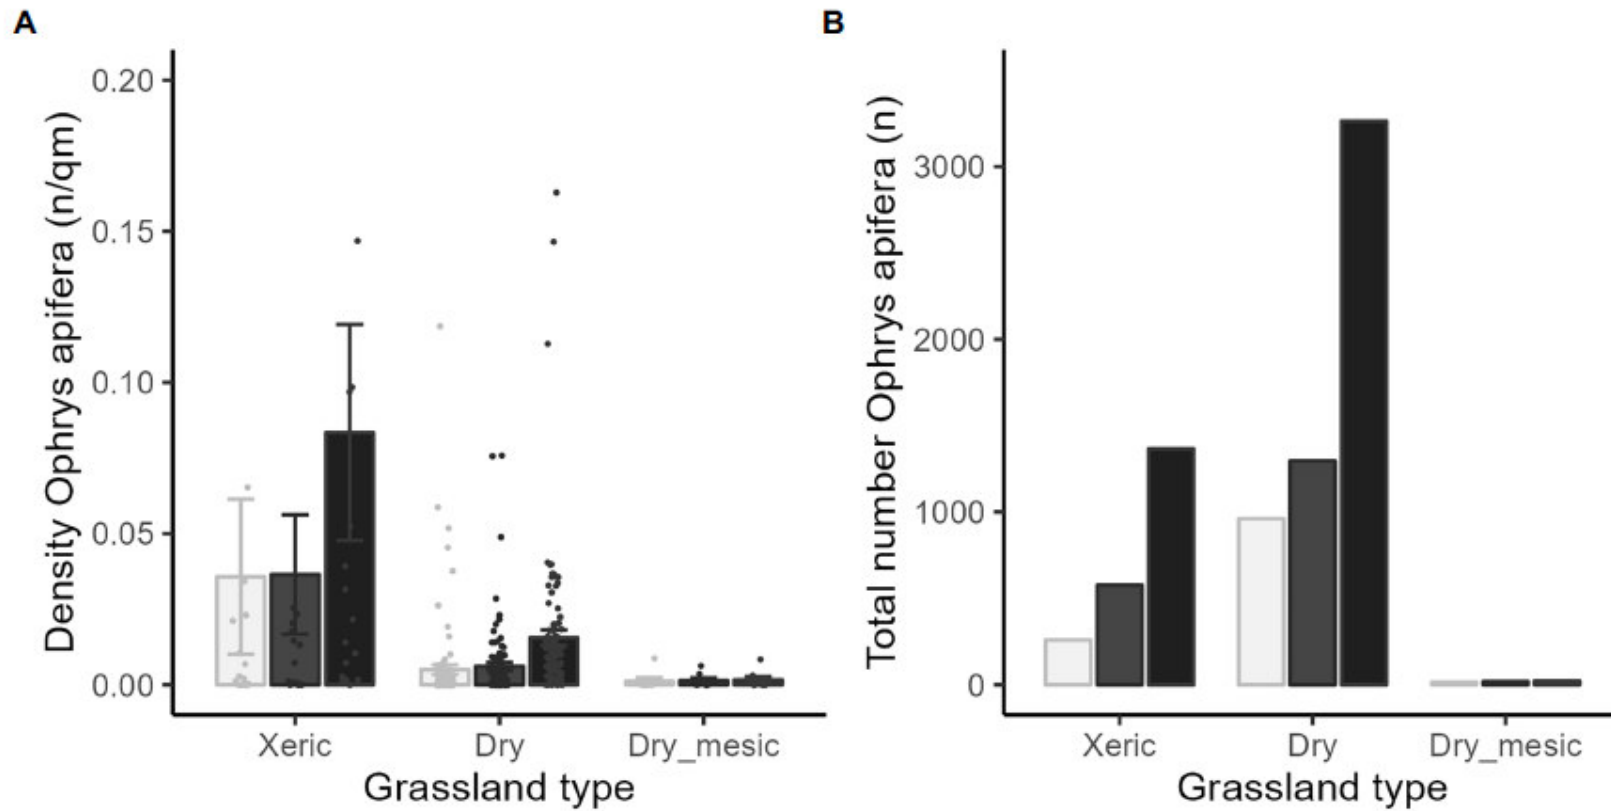 A
Density Ophrys apifera (n/qm)
0.20
0.15
0.10
0.05
0.00
Xeric Dry Dry_mesic
Grassland type
B
Total number Ophrys apifera (n)
3000
2000
1000
0
Xeric Dry Dry_mesic
Grassland type